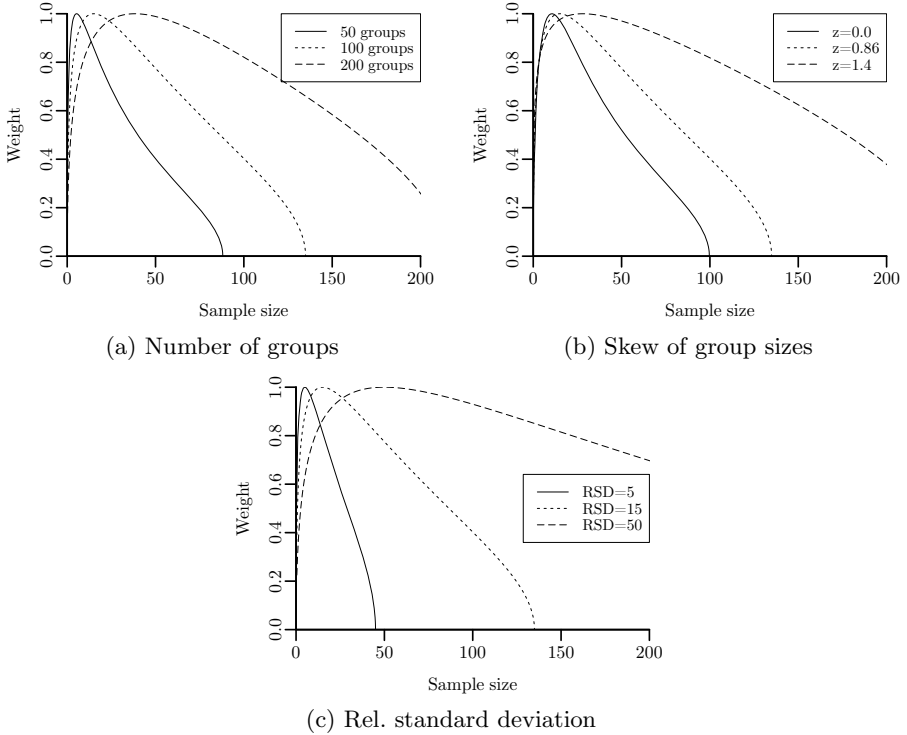 Weight
0.0 0.2 0.4 0.6 0.8 1.0
50 groups
100 groups
200 groups
0 50 100 150 200
Sample size
(a) Number of groups
Weight
0.0 0.2 0.4 0.6 0.8 1.0
z=0.0
z=0.86
z=1.4
0 50 100 150 200
Sample size
(b) Skew of group sizes
Weight
0.0 0.2 0.4 0.6 0.8 1.0
RSD=5
RSD=15
RSD=50
0 50 100 150 200
Sample size
(c) Rel. standard deviation